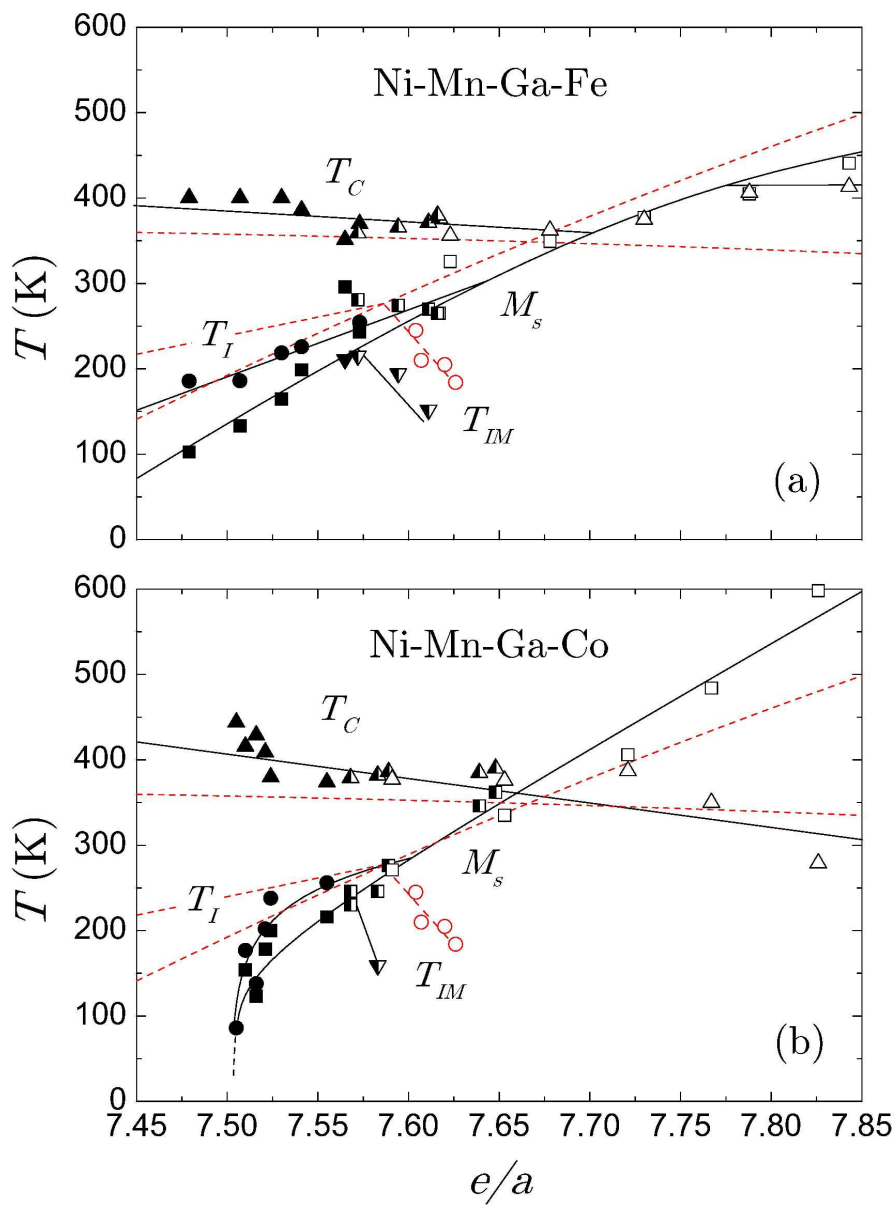 600
500
400
300
200
100
0
T (K)
Ni-Mn-Ga-Fe
T_C
T_I
M_s
T_IM
(a)
600
500
400
300
200
100
0
T (K)
Ni-Mn-Ga-Co
T_C
T_I
M_s
T_IM
(b)
7.45 7.50 7.55 7.60 7.65 7.70 7.75 7.80 7.85
e/a